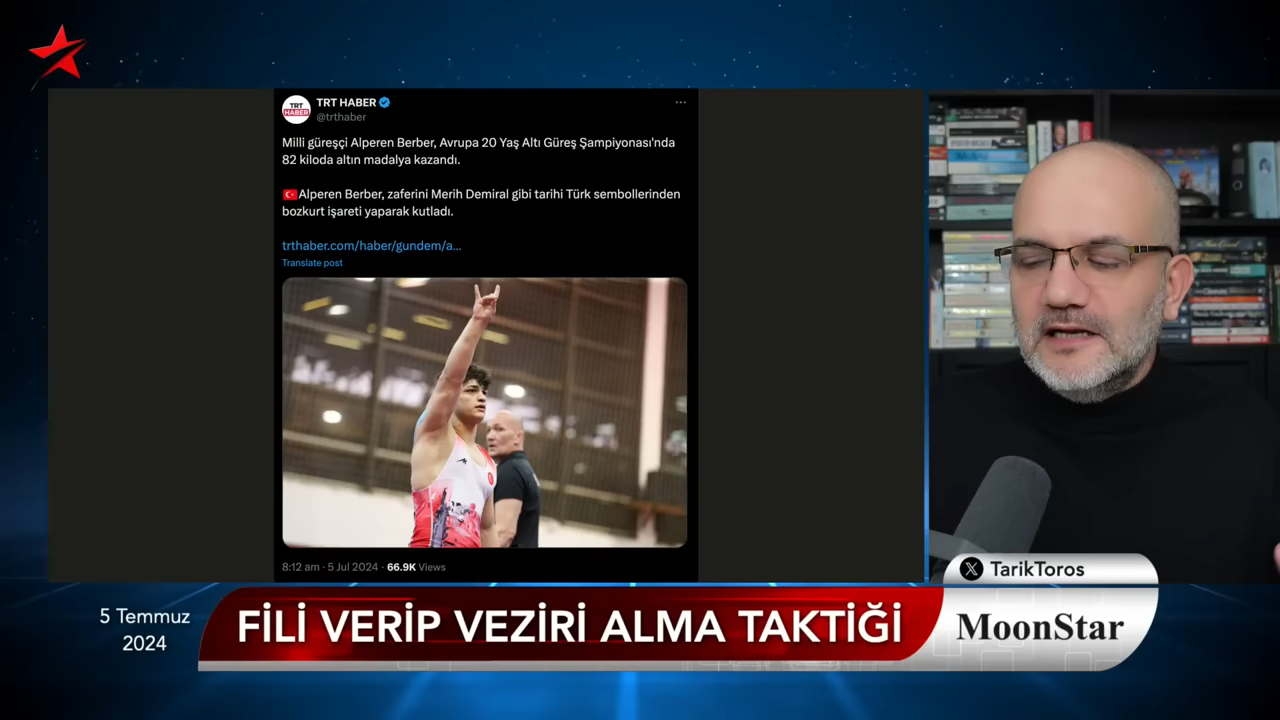 TRT HABER
TRT HABER
@trthaber
Milli güreşçi Alperen Berber, Avrupa 20 Yaş Altı Güreş Şampiyonası'nda
82 kiloda altın madalya kazandı.
Alperen Berber, zaferini Merih Demiral gibi tarihi Türk sembollerinden
bozkurt işareti yaparak kutladı.
trthaber.com/haber/gundem/a...
Translate post
8:12 am · 5 Jul 2024 · 66.9K Views
X TarikToros
5 Temmuz
2024
FİLİ VERİP VEZİRİ ALMA TAKTİĞİ
MoonStar